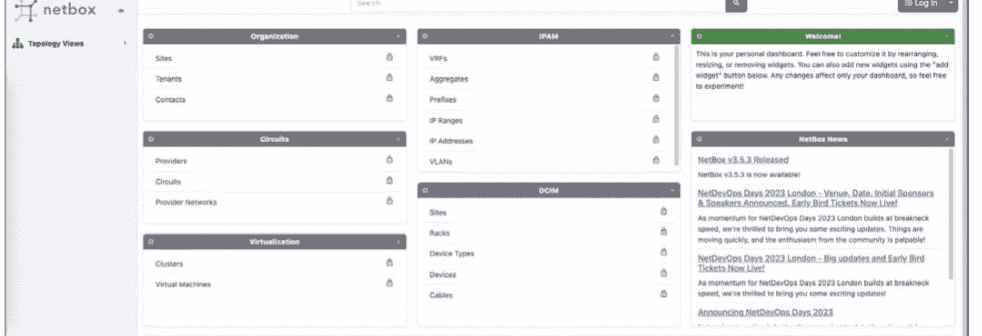 netbox
Search
Log In
Topology Views
Organization
Sites
Tenants
Contacts
Circuits
Providers
Circuits
Provider Networks
Virtualization
Clusters
Virtual Machines
IPAM
VRFs
Aggregates
Prefixes
IP Ranges
IP Addresses
VLANs
DCIM
Sites
Racks
Device Types
Devices
Cables
Welcome!
This is your personal dashboard. Feel free to customize it by rearranging,
resizing, or removing widgets. You can also add new widgets using the "add
widget" button below. Any changes affect only your dashboard, so feel free
to experiment!
NetBox News
NetBox v3.5.3 Released
NetBox v3.5.3 is now available!
NetDevOps Days 2023 London - Venue, Date, Initial Sponsors
& Speakers Announced, Early Bird Tickets Now Live!
As momentum for NetDevOps Days 2023 London builds at breakneck
speed, we're thrilled to bring you some exciting updates. Things are
moving quickly, and the enthusiasm from the community is palpable!
NetDevOps Days 2023 London - Big updates and Early Bird
Tickets Now Live!
As momentum for NetDevOps Days 2023 London builds at breakneck
speed, we're thrilled to bring you some exciting updates!
Announcing NetDevOps Days 2023